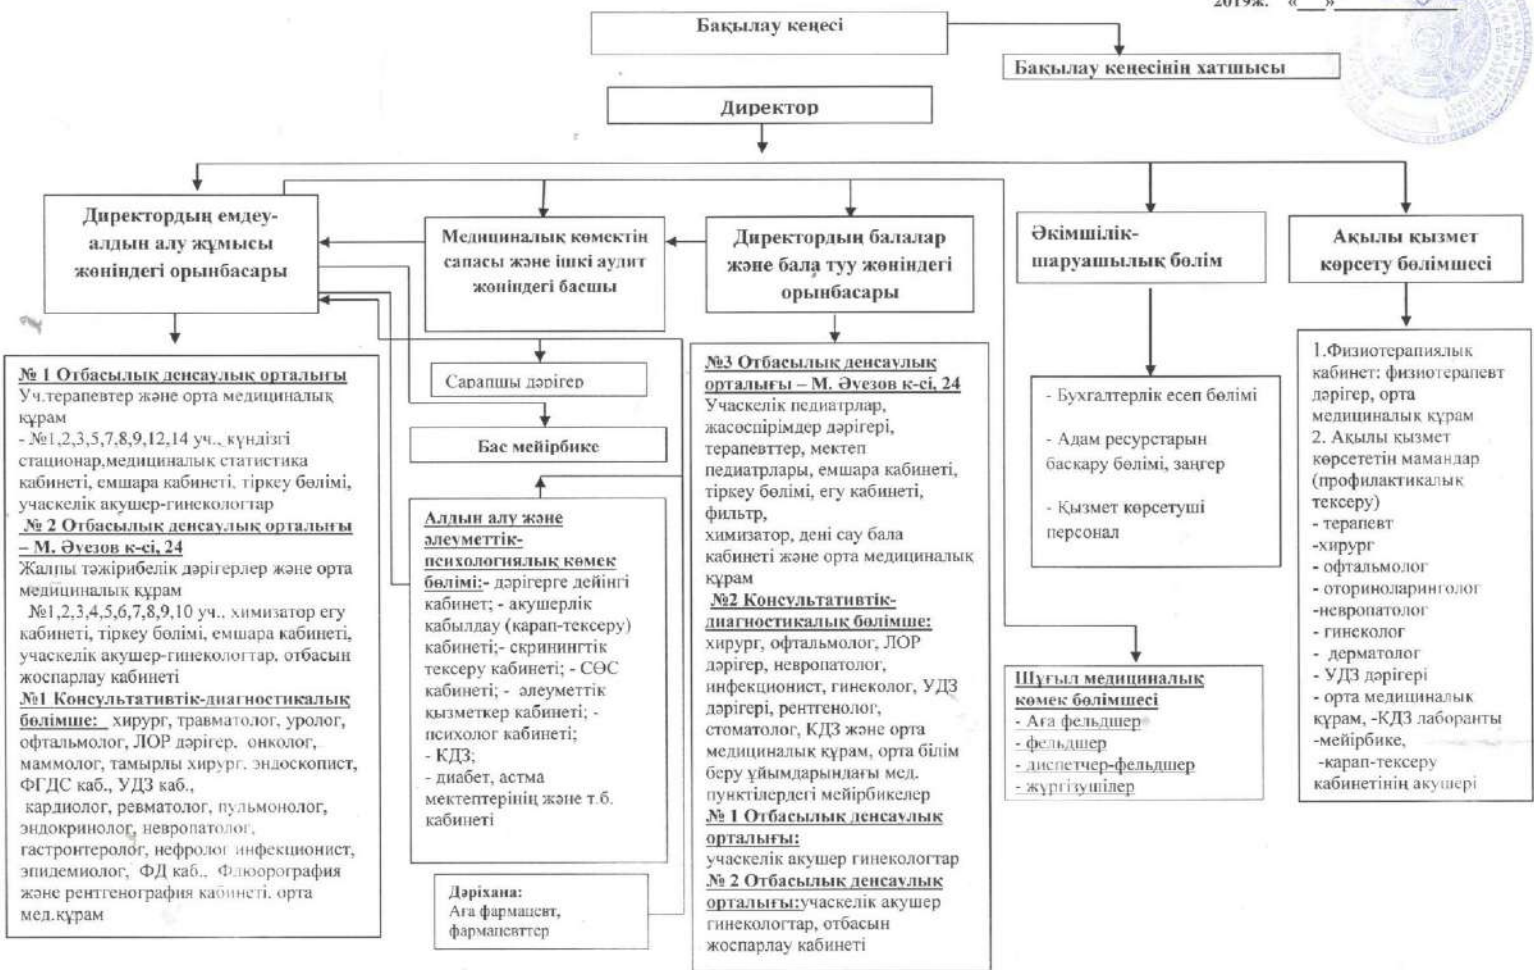 2019ж. «___»
Бақылау кеңесі
Бақылау кеңесінің хатшысы
Директор
Директордың емдеу-
алдын алу жұмысы
жөніндегі орынбасары
Медициналық көмектің
сапасы және ішкі аудит
жөніндегі басшы
Директордың балалар
және бала туу жөніндегі
орынбасары
Әкімшілік-
шаруашылық бөлім
Ақылы қызмет
көрсету бөлімшесі
№ 1 Отбасылық денсаулық орталығы
Уч.терапевтер және орта медициналық
құрам
- №1,2,3,5,7,8,9,12,14 уч., күндізгі
стационар,медициналық статистика
кабинеті, емшара кабинеті, тіркеу бөлімі,
учаскелік акушер-гинекологтар
№ 2 Отбасылық денсаулық орталығы
– М. Әуезов к-сі, 24
Жалпы тәжірибелік дәрігерлер және орта
медициналық құрам
№1,2,3,4,5,6,7,8,9,10 уч., химизатор егу
кабинеті, тіркеу бөлімі, емшара кабинеті,
учаскелік акушер-гинекологтар, отбасын
жоспарлау кабинеті
№1 Консультативтік-диагностикалық
бөлімше: хирург, травматолог, уролог,
офтальмолог, ЛОР дәрігер, онколог,
маммолог, тамырлы хирург, эндоскопист,
ФГДС каб., УДЗ каб.,
кардиолог, ревматолог, пульмонолог,
эндокринолог, невропатолог,
гастронтеролог, нефролог инфекционист,
эпидемиолог, ФД каб., Флюорография
және рентгенография кабинеті, орта
мед.құрам
Сарапшы дәрігер
Бас мейірбике
Алдын алу және
әлеуметтік-
психологиялық көмек
бөлімі:- дәрігерге дейінгі
кабинет; - акушерлік
қабылдау (қарап-тексеру)
кабинеті;- скринингтік
тексеру кабинеті; - СӨС
кабинеті; - әлеуметтік
қызметкер кабинеті; -
психолог кабинеті;
- КДЗ;
- диабет, астма
мектептерінің және т.б.
кабинеті
Дәріхана:
Аға фармацевт,
фармацевттер
№3 Отбасылық денсаулық
орталығы – М. Әуезов к-сі, 24
Учаскелік педиатрлар,
жасөспірімдер дәрігері,
терапевттер, мектеп
педиатрлары, емшара кабинеті,
тіркеу бөлімі, егу кабинеті,
фильтр,
химизатор, дені сау бала
кабинеті және орта медициналық
құрам
№2 Консультативтік-
диагностикалық бөлімше:
хирург, офтальмолог, ЛОР
дәрігер, невропатолог,
инфекционист, гинеколог, УДЗ
дәрігері, рентгенолог,
стоматолог, КДЗ және орта
медициналық құрам, орта білім
беру ұйымдарындағы мед.
пунктілердегі мейірбикелер
№ 1 Отбасылық денсаулық
орталығы:
учаскелік акушер гинекологтар
№ 2 Отбасылық денсаулық
орталығы:учаскелік акушер
гинекологтар, отбасын
жоспарлау кабинеті
- Бухгалтерлік есеп бөлімі
- Адам ресурстарын
басқару бөлімі, заңгер
- Қызмет көрсетуші
персонал
Шұғыл медициналық
көмек бөлімшесі
- Аға фельдшер
- фельдшер
- диспетчер-фельдшер
- жүргізушілер
1.Физиотерапиялық
кабинет: физиотерапевт
дәрігер, орта
медициналық құрам
2. Ақылы қызмет
көрсететін мамандар
(профилактикалық
тексеру)
- терапевт
-хирург
- офтальмолог
- оториноларинголог
-невропатолог
- гинеколог
- дерматолог
- УДЗ дәрігері
- орта медициналық
құрам, -КДЗ лаборанты
-мейірбике,
-қарап-тексеру
кабинетінің акушері